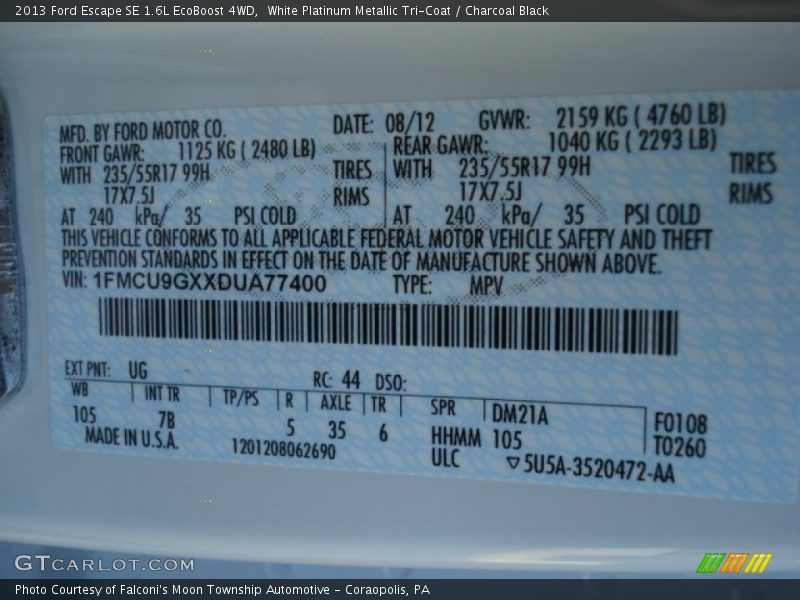 2013 Ford Escape SE 1.6L EcoBoost 4WD,  White Platinum Metallic Tri-Coat / Charcoal Black
MFD. BY FORD MOTOR CO. DATE: 08/12 GVWR: 2159 KG ( 4760 LB)
FRONT GAWR: 1125 KG ( 2480 LB) REAR GAWR: 1040 KG ( 2293 LB)
WITH 235/55R17 99H TIRES WITH 235/55R17 99H TIRES
17X7.5J RIMS 17X7.5J RIMS
AT 240 kPa/ 35 PSI COLD AT 240 kPa/ 35 PSI COLD
THIS VEHICLE CONFORMS TO ALL APPLICABLE FEDERAL MOTOR VEHICLE SAFETY AND THEFT
PREVENTION STANDARDS IN EFFECT ON THE DATE OF MANUFACTURE SHOWN ABOVE.
VIN: 1FMCU9GXXDUA77400 TYPE: MPV
EXT PNT: UG RC: 44 DSO:
WB INT TR TP/PS R AXLE TR SPR DM21A F0108
105 7B 5 35 6 HHMM 105 T0260
MADE IN U.S.A. 1201208062690 ULC ▽5U5A-3520472-AA
GTCARLOT.COM
Photo Courtesy of Falconi's Moon Township Automotive - Coraopolis, PA